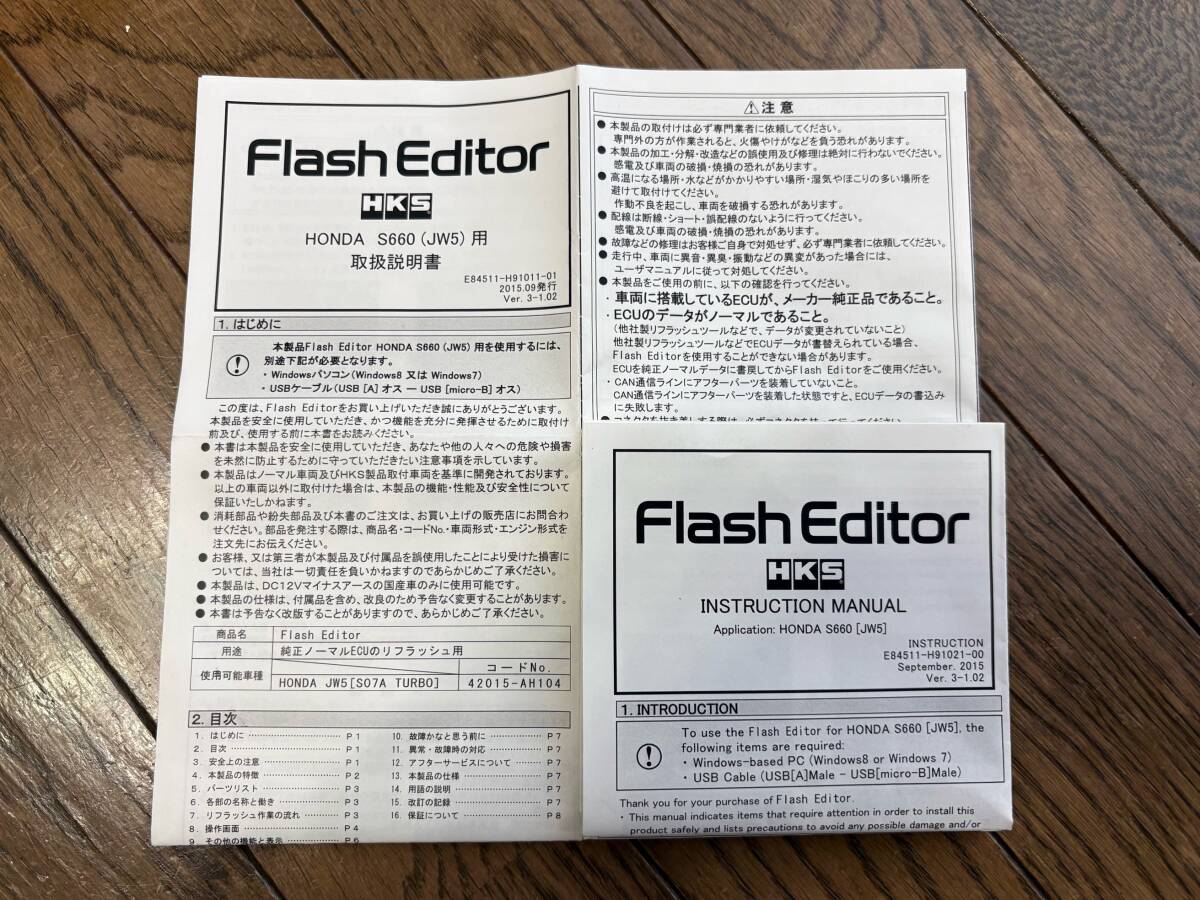 Flash Editor
HKS
HONDA S660 (JW5) 用
取扱説明書
E84511-H91011-01
2015.09発行
Ver. 3-1.02
1. はじめに
本製品Flash Editor HONDA S660 (JW5) 用を使用するには、
別途下記が必要となります。
・Windowsパソコン(Windows8 又は Windows7)
・USBケーブル(USB [A] オス ー USB [micro-B] オス)
この度は、Flash Editorをお買い上げいただき誠にありがとうございます。
本製品を安全に使用していただき、かつ機能を充分に発揮させるために取付け
前及び、使用する前に本書をお読みください。
● 本書は本製品を安全に使用していただき、あなたや他の人々への危険や損害
を未然に防止するために守っていただきたい注意事項を示しています。
● 本製品はノーマル車両及びHKS製品取付車両を基準に開発されております。
以上の車両以外に取付けた場合は、本製品の機能・性能及び安全性について
保証いたしかねます。
● 消耗部品や紛失部品及び本書のご注文は、お買い上げの販売店にお問合わ
せください。部品を発注する際は、商品名・コードNo.・車両形式・エンジン形式を
注文先にお伝えください。
● お客様、又は第三者が本製品及び付属品を誤使用したことにより受けた損害に
ついては、当社は一切責任を負いかねますのであらかじめご了承ください。
● 本製品は、DC12Vマイナスアースの国産車のみに使用可能です。
● 本製品の仕様は、付属品を含め、改良のため予告なく変更することがあります。
● 本書は予告なく改版することがありますので、あらかじめご了承ください。
商品名 Flash Editor
用途 純正ノーマルECUのリフラッシュ用
使用可能車種 コードNo.
HONDA JW5[S07A TURBO] 42015-AH104
2. 目次
1. はじめに P 1
2. 目次 P 1
3. 安全上の注意 P 1
4. 本製品の特徴 P 2
5. パーツリスト P 3
6. 各部の名称と働き P 3
7. リフラッシュ作業の流れ P 3
8. 操作画面 P 4
9. その他の機能と表示 P 6
10. 故障かなと思う前に P 7
11. 異常・故障時の対応 P 7
12. アフターサービスについて P 7
13. 本製品の仕様 P 7
14. 用語の説明 P 7
15. 改訂の記録 P 7
16. 保証について P 8
⚠注意
● 本製品の取付けは必ず専門業者に依頼してください。
専門外の方が作業されると、火傷やけがなどを負う恐れがあります。
● 本製品の加工・分解・改造などの誤使用及び修理は絶対に行わないでください。
感電及び車両の破損・焼損の恐れがあります。
● 高温になる場所・水などがかかりやすい場所・湿気やほこりの多い場所を
避けて取付てください。
作動不良を起こし、車両を破損する恐れがあります。
● 配線は断線・ショート・誤配線のないように行ってください。
感電及び車両の破損・焼損の恐れがあります。
● 故障などの修理はお客様ご自身で対処せず、必ず専門業者に依頼してください。
● 走行中、車両に異音・異臭・振動などの異変があった場合には、
ユーザマニュアルに従って対処してください。
● 本製品をご使用の前に、以下の確認を行ってください。
・車両に搭載しているECUが、メーカー純正品であること。
・ECUのデータがノーマルであること。
(他社製リフラッシュツールなどで、データが変更されていないこと)
他社製リフラッシュツールなどでECUデータが書替えられている場合、
Flash Editorを使用することができない場合があります。
ECUを純正ノーマルデータに書戻してからFlash Editorをご使用ください。
・CAN通信ラインにアフターパーツを装着していないこと。
CAN通信ラインにアフターパーツを装着した状態ですと、ECUデータの書込み
に失敗します。
Flash Editor
HKS
INSTRUCTION MANUAL
Application: HONDA S660 [JW5]
INSTRUCTION
E84511-H91021-00
September. 2015
Ver. 3-1.02
1. INTRODUCTION
To use the Flash Editor for HONDA S660 [JW5], the
following items are required:
・Windows-based PC (Windows8 or Windows 7)
・USB Cable (USB[A]Male - USB[micro-B]Male)
Thank you for your purchase of Flash Editor.
・This manual indicates items that require attention in order to install this
product safely and lists precautions to avoid any possible damage and/or